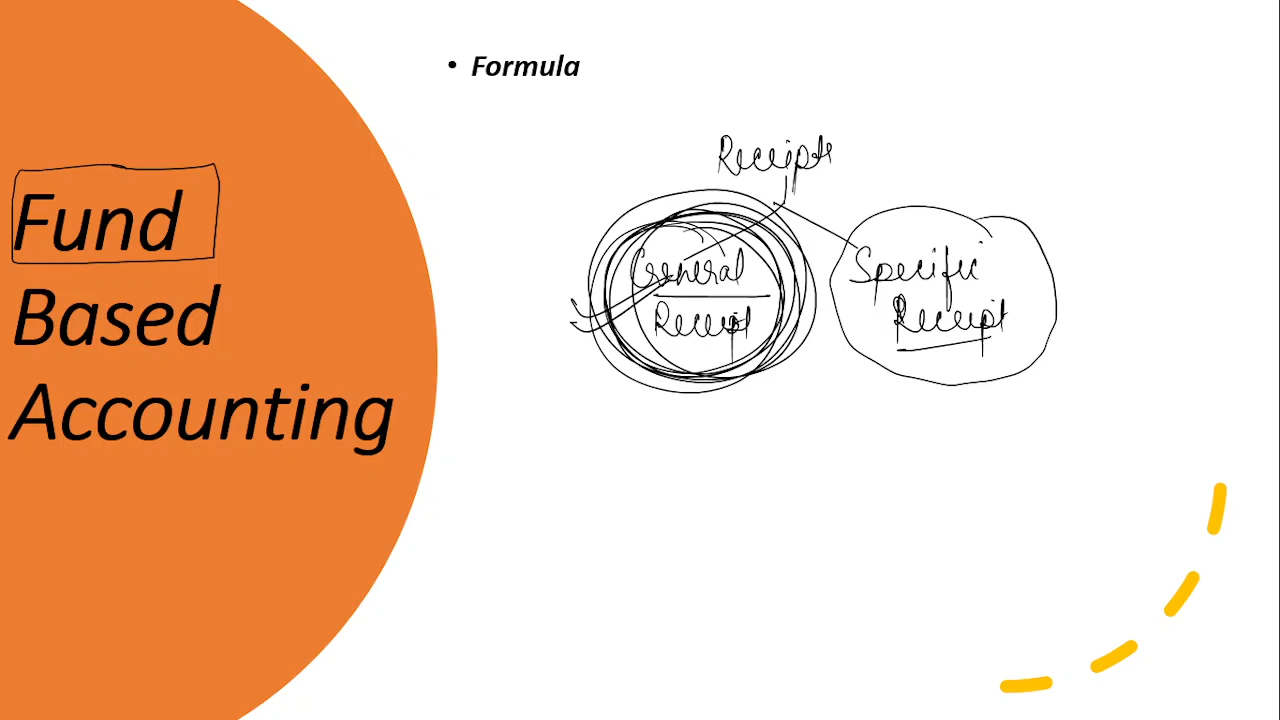 Fund
Based
Accounting
• Formula
Receipts
General
Receipt
Specific
Receipt